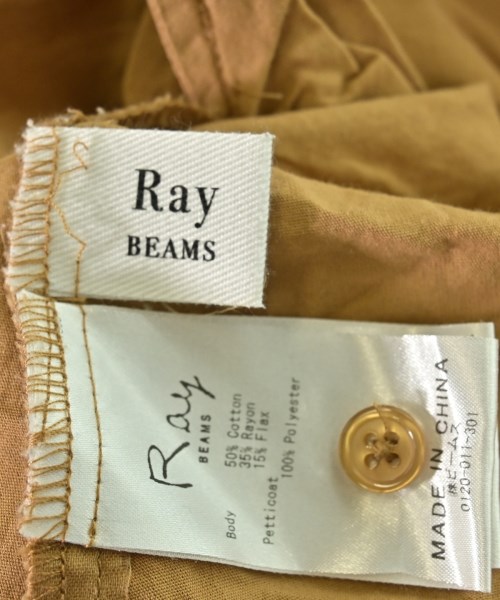 Ray
BEAMS
Ray
BEAMS
Body
50% Cotton
35% Rayon
15% Flax
Petticoat
100% Polyester
MADE IN CHINA
㈱ビームス
0120-011-301